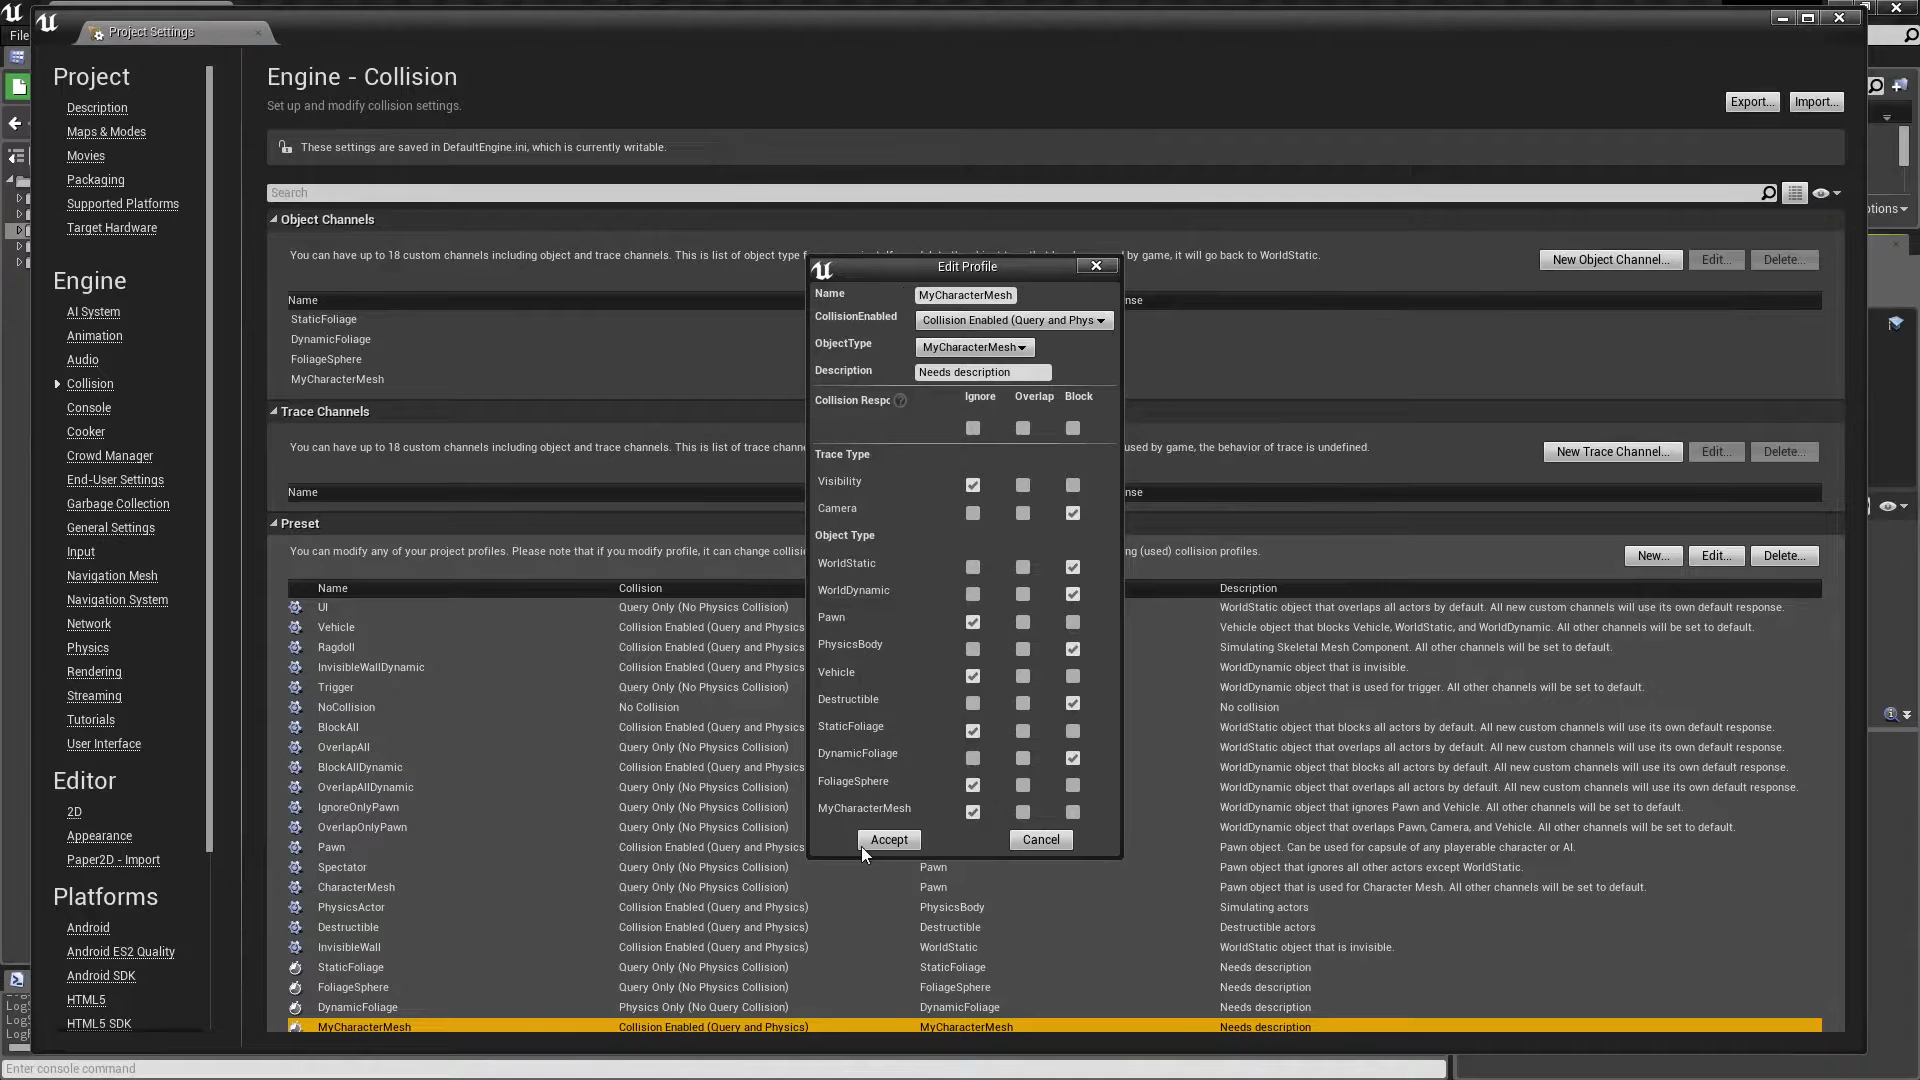 File
Project Settings
Project
Description
Maps & Modes
Movies
Packaging
Supported Platforms
Target Hardware
Engine
AI System
Animation
Audio
Collision
Console
Cooker
Crowd Manager
End-User Settings
Garbage Collection
General Settings
Input
Navigation Mesh
Navigation System
Network
Physics
Rendering
Streaming
Tutorials
User Interface
Editor
2D
Appearance
Paper2D - Import
Platforms
Android
Android ES2 Quality
Android SDK
HTML5
HTML5 SDK
Engine - Collision
Set up and modify collision settings.
Export... Import...
These settings are saved in DefaultEngine.ini, which is currently writable.
Search
Object Channels
You can have up to 18 custom channels including object and trace channels. This is list of object type f by game, it will go back to WorldStatic.
New Object Channel... Edit... Delete...
Name nse
StaticFoliage
DynamicFoliage
FoliageSphere
MyCharacterMesh
Trace Channels
You can have up to 18 custom channels including object and trace channels. This is list of trace chann used by game, the behavior of trace is undefined.
New Trace Channel... Edit... Delete...
Name nse
Preset
You can modify any of your project profiles. Please note that if you modify profile, it can change collisi ng (used) collision profiles.
New... Edit... Delete...
Name Collision Description
UI Query Only (No Physics Collision) WorldStatic object that overlaps all actors by default. All new custom channels will use its own default response.
Vehicle Collision Enabled (Query and Physics Vehicle object that blocks Vehicle, WorldStatic, and WorldDynamic. All other channels will be set to default.
Ragdoll Collision Enabled (Query and Physics Simulating Skeletal Mesh Component. All other channels will be set to default.
InvisibleWallDynamic Collision Enabled (Query and Physics WorldDynamic object that is invisible.
Trigger Query Only (No Physics Collision) WorldDynamic object that is used for trigger. All other channels will be set to default.
NoCollision No Collision No collision
BlockAll Collision Enabled (Query and Physics WorldStatic object that blocks all actors by default. All new custom channels will use its own default response.
OverlapAll Query Only (No Physics Collision) WorldStatic object that overlaps all actors by default. All new custom channels will use its own default response.
BlockAllDynamic Collision Enabled (Query and Physics WorldDynamic object that blocks all actors by default. All new custom channels will use its own default response.
OverlapAllDynamic Query Only (No Physics Collision) WorldDynamic object that overlaps all actors by default. All new custom channels will use its own default response.
IgnoreOnlyPawn Collision Enabled (Query and Physics WorldDynamic object that ignores Pawn and Vehicle. All other channels will be set to default.
OverlapOnlyPawn Query Only (No Physics Collision) WorldDynamic object that overlaps Pawn, Camera, and Vehicle. All other channels will be set to default.
Pawn Collision Enabled (Query and Physics Pawn object. Can be used for capsule of any playerable character or AI.
Spectator Query Only (No Physics Collision) Pawn Pawn object that ignores all other actors except WorldStatic.
CharacterMesh Query Only (No Physics Collision) Pawn Pawn object that is used for Character Mesh. All other channels will be set to default.
PhysicsActor Collision Enabled (Query and Physics) PhysicsBody Simulating actors
Destructible Collision Enabled (Query and Physics) Destructible Destructible actors
InvisibleWall Collision Enabled (Query and Physics) WorldStatic WorldStatic object that is invisible.
StaticFoliage Query Only (No Physics Collision) StaticFoliage Needs description
FoliageSphere Query Only (No Physics Collision) FoliageSphere Needs description
DynamicFoliage Physics Only (No Query Collision) DynamicFoliage Needs description
MyCharacterMesh Collision Enabled (Query and Physics) MyCharacterMesh Needs description
Edit Profile
Name MyCharacterMesh
CollisionEnabled Collision Enabled (Query and Phys
ObjectType MyCharacterMesh
Description Needs description
Collision Respo Ignore Overlap Block
Trace Type
Visibility
Camera
Object Type
WorldStatic
WorldDynamic
Pawn
PhysicsBody
Vehicle
Destructible
StaticFoliage
DynamicFoliage
FoliageSphere
MyCharacterMesh
Accept Cancel
tions
Enter console command